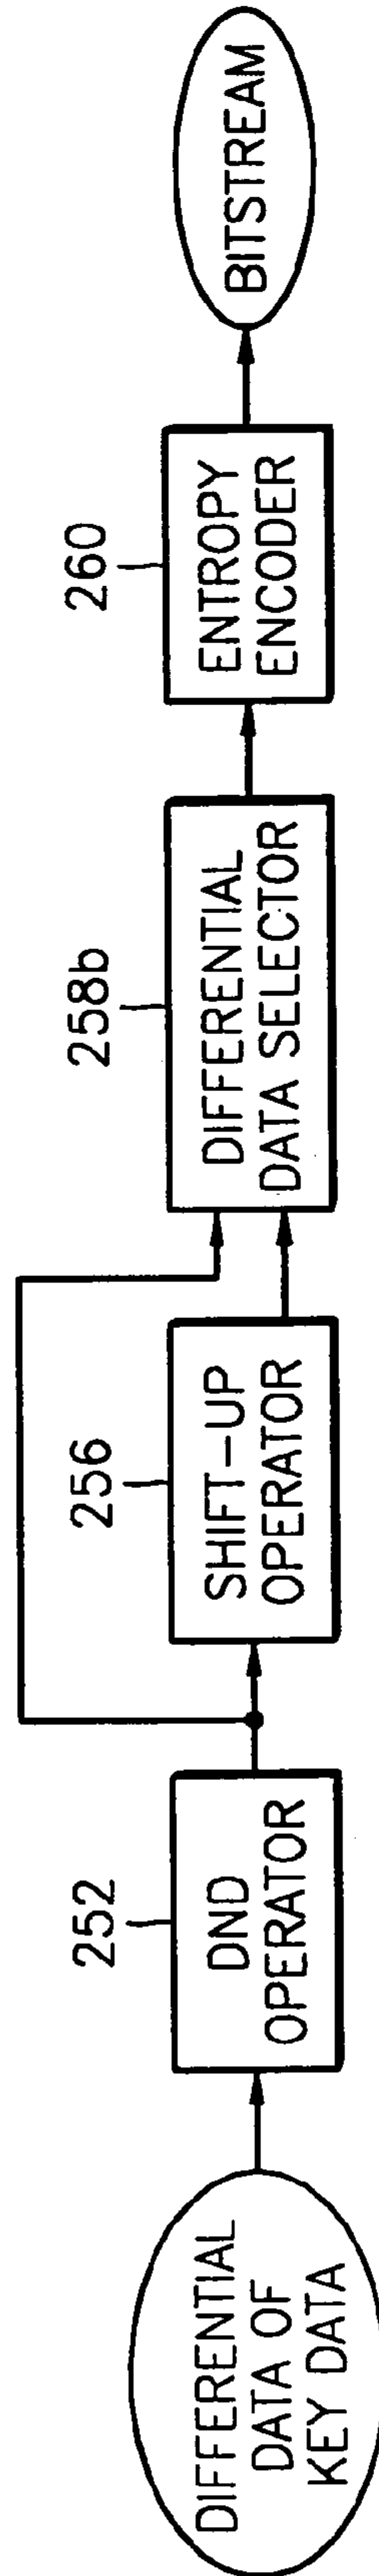 DIFFERENTIAL
DATA OF
KEY DATA
252
DND
OPERATOR
256
SHIFT-UP
OPERATOR
258b
DIFFERENTIAL
DATA SELECTOR
260
ENTROPY
ENCODER
BITSTREAM